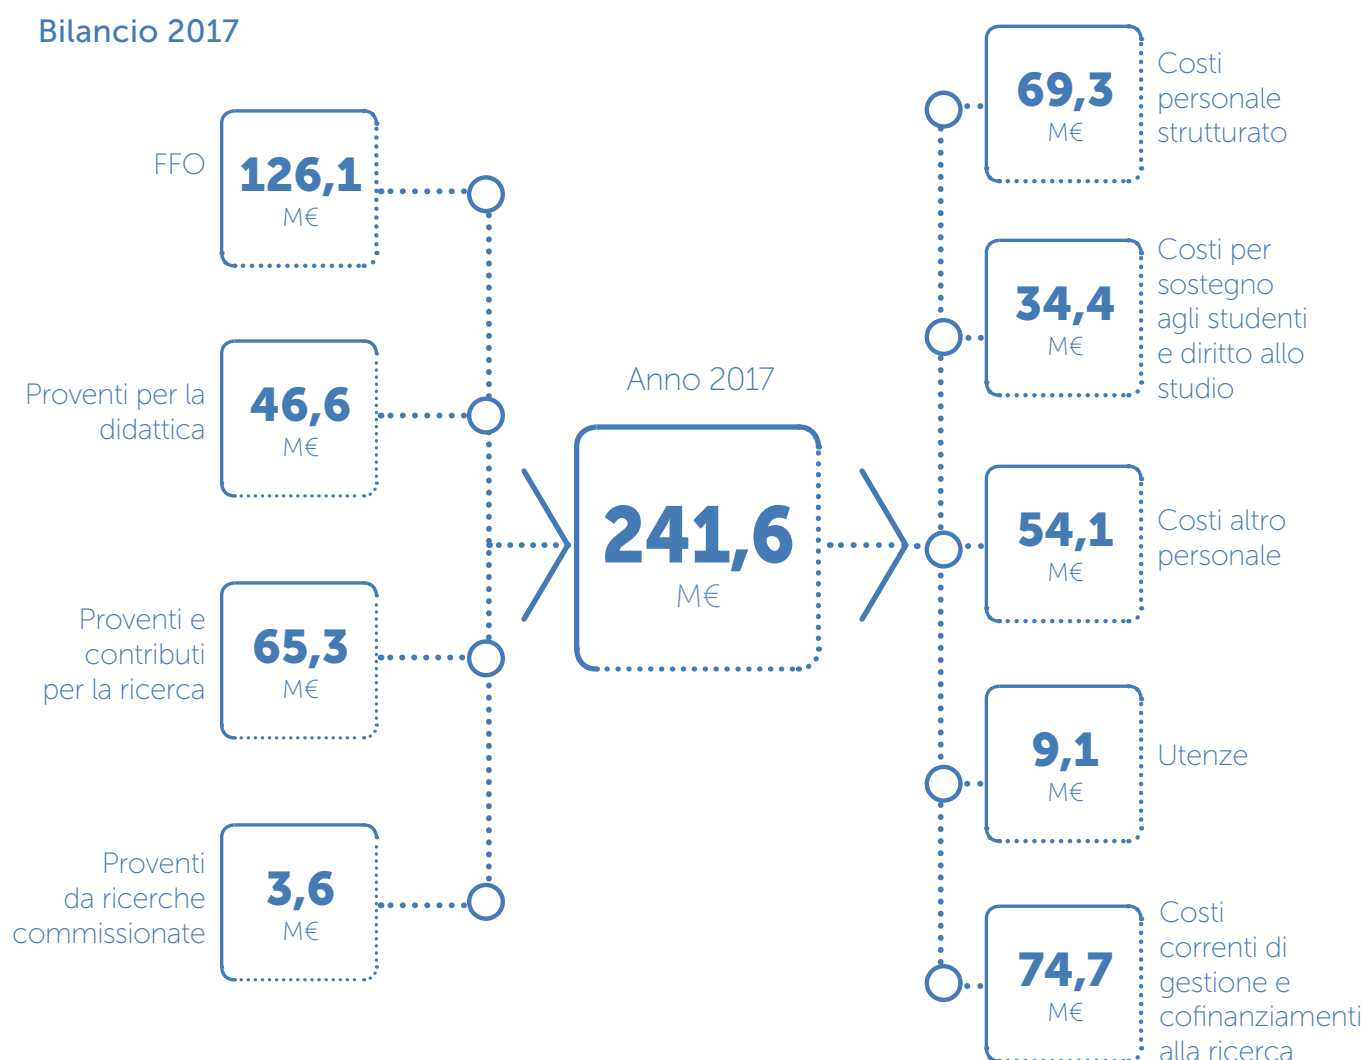 Bilancio 2017
FFO
126,1
M€
Proventi per la
didattica
46,6
M€
Proventi e
contributi
per la ricerca
65,3
M€
Proventi
da ricerche
commissionate
3,6
M€
Anno 2017
241,6
M€
69,3
M€
Costi
personale
strutturato
34,4
M€
Costi per
sostegno
agli studenti
e diritto allo
studio
54,1
M€
Costi altro
personale
9,1
M€
Utenze
74,7
M€
Costi
correnti di
gestione e
cofinanziamenti
alla ricerca